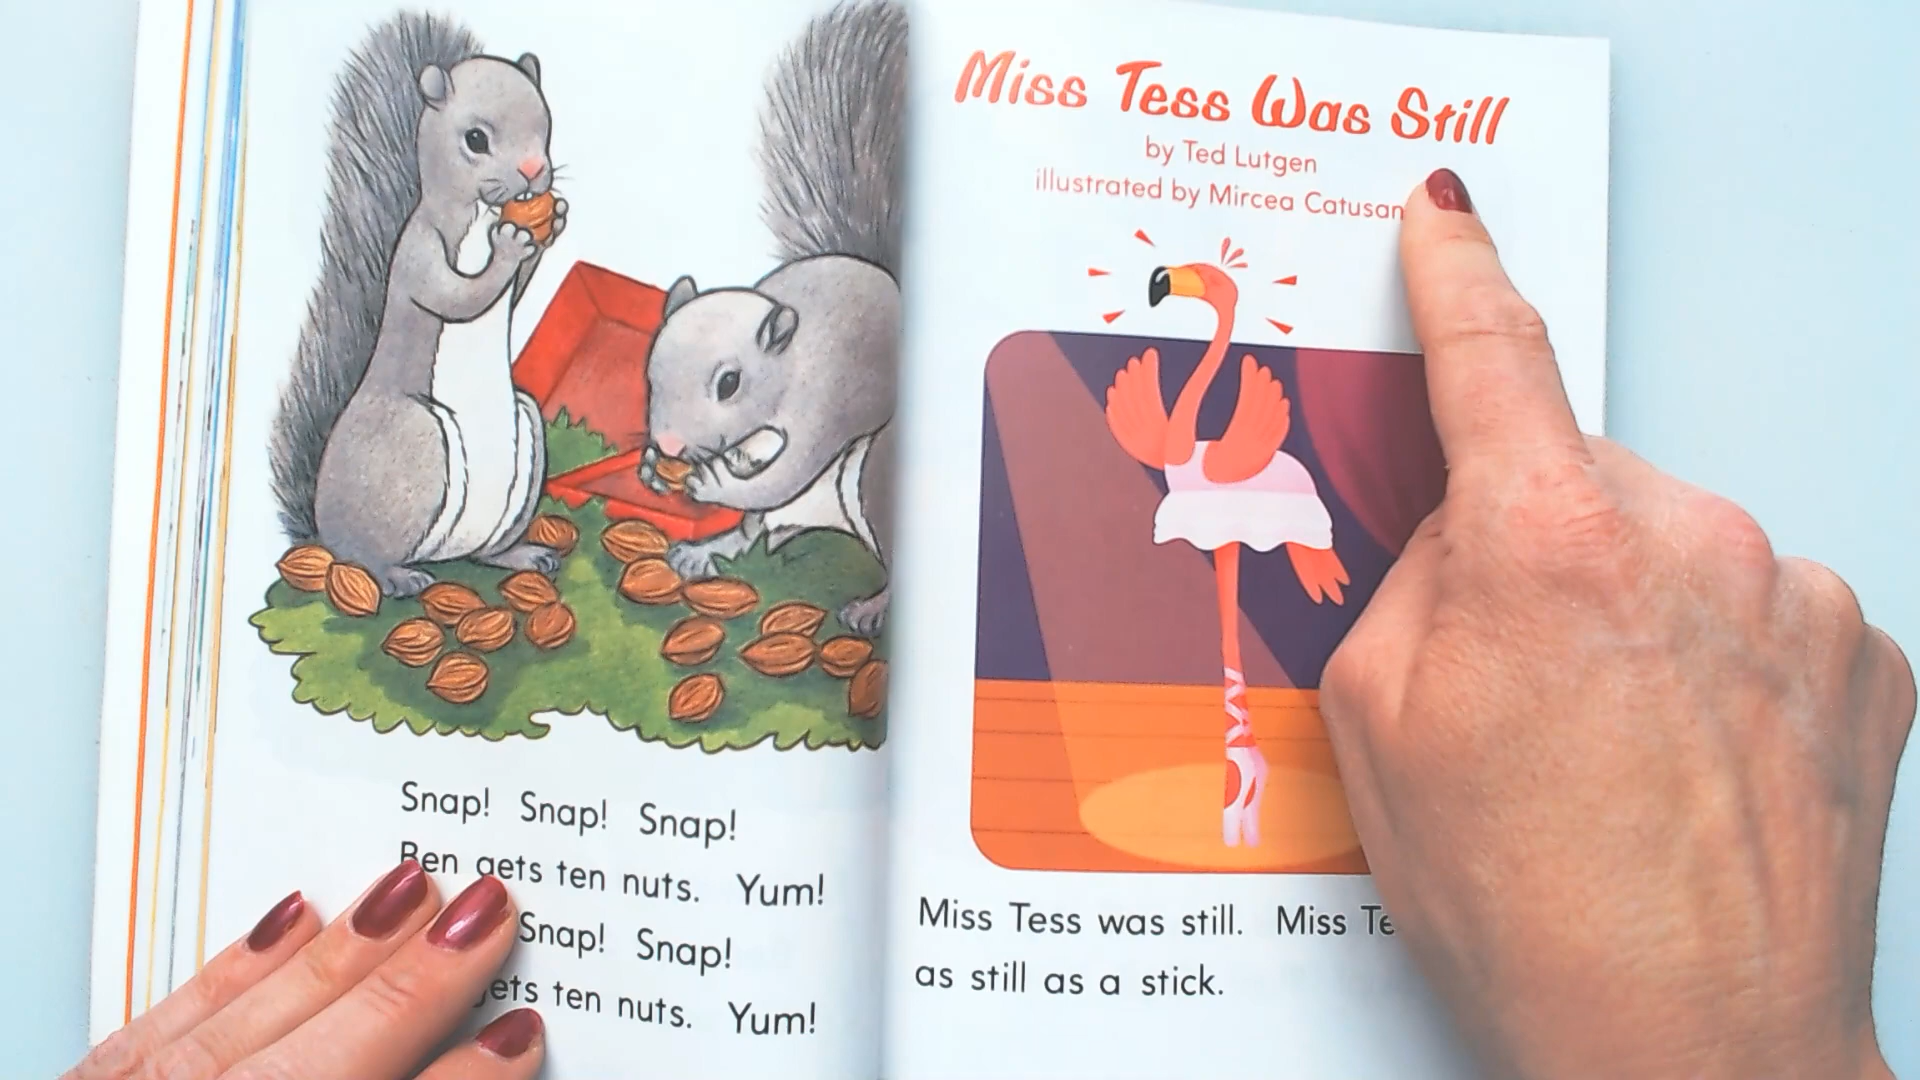 Snap! Snap! Snap!
Ben gets ten nuts. Yum!
Snap! Snap!
ets ten nuts. Yum!
Miss Tess Was Still
by Ted Lutgen
illustrated by Mircea Catusan
Miss Tess was still. Miss Te
as still as a stick.